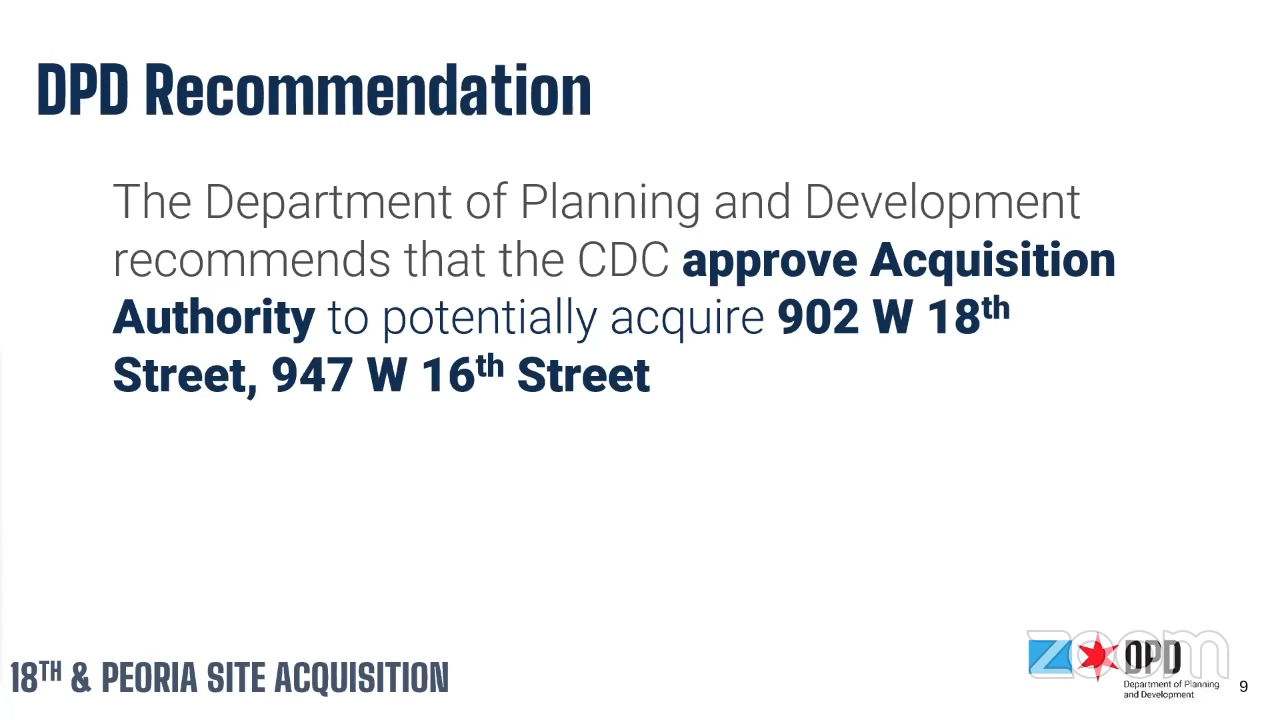 DPD Recommendation
The Department of Planning and Development
recommends that the CDC approve Acquisition
Authority to potentially acquire 902 W 18th
Street, 947 W 16th Street
18TH & PEORIA SITE ACQUISITION
zoom
DPD
Department of Planning
and Development
9